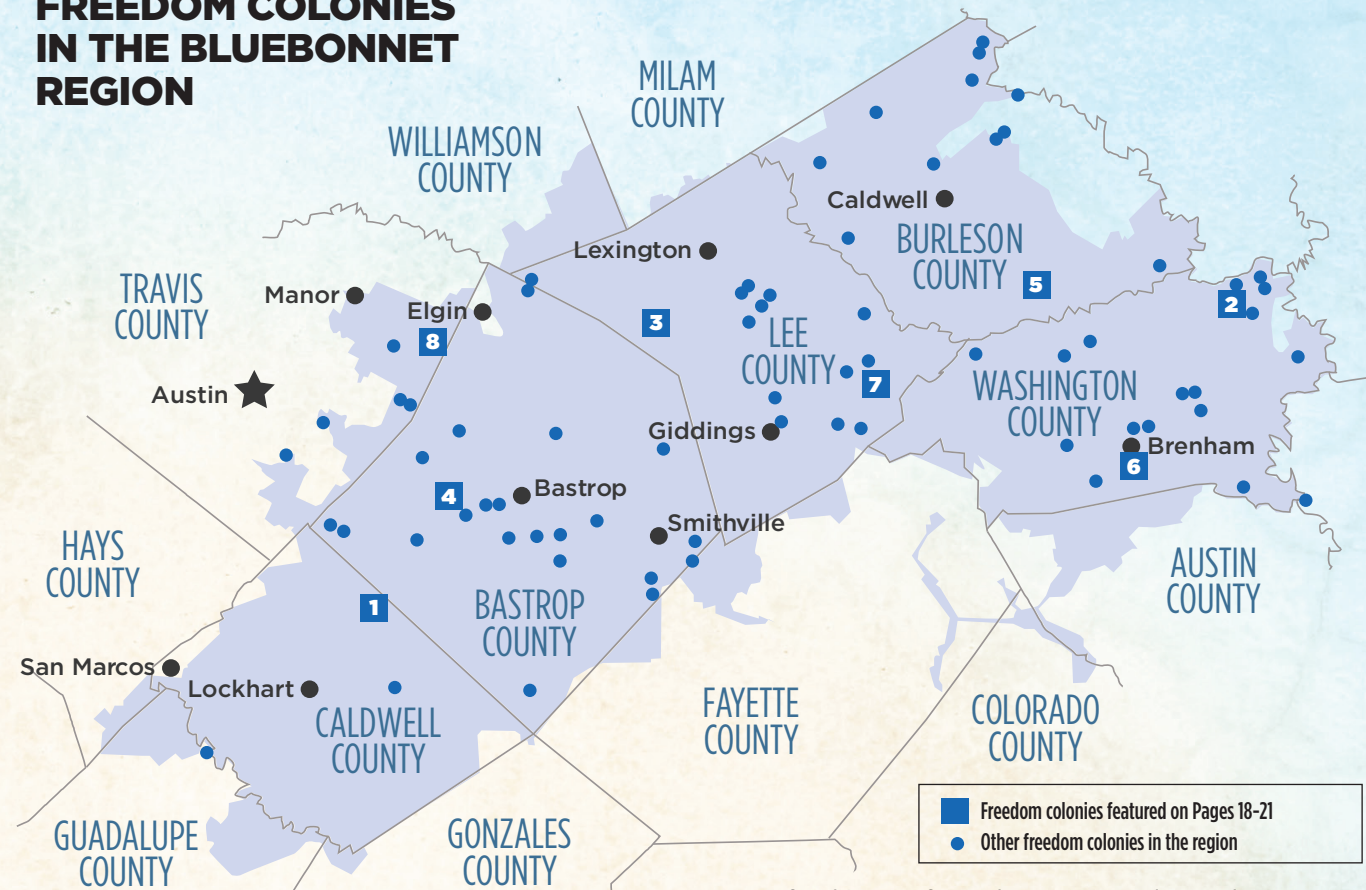 FREEDOM COLONIES
IN THE BLUEBONNET
REGION
MILAM
COUNTY
WILLIAMSON
COUNTY
Caldwell
BURLESON
COUNTY
Lexington
TRAVIS
COUNTY
Manor
Elgin
5
2
3
8
LEE
COUNTY
7
WASHINGTON
COUNTY
Austin
Giddings
Brenham
6
4
Bastrop
Smithville
HAYS
COUNTY
AUSTIN
COUNTY
1
BASTROP
COUNTY
San Marcos
Lockhart
CALDWELL
COUNTY
FAYETTE
COUNTY
COLORADO
COUNTY
GUADALUPE
COUNTY
GONZALES
COUNTY
Freedom colonies featured on Pages 18-21
Other freedom colonies in the region